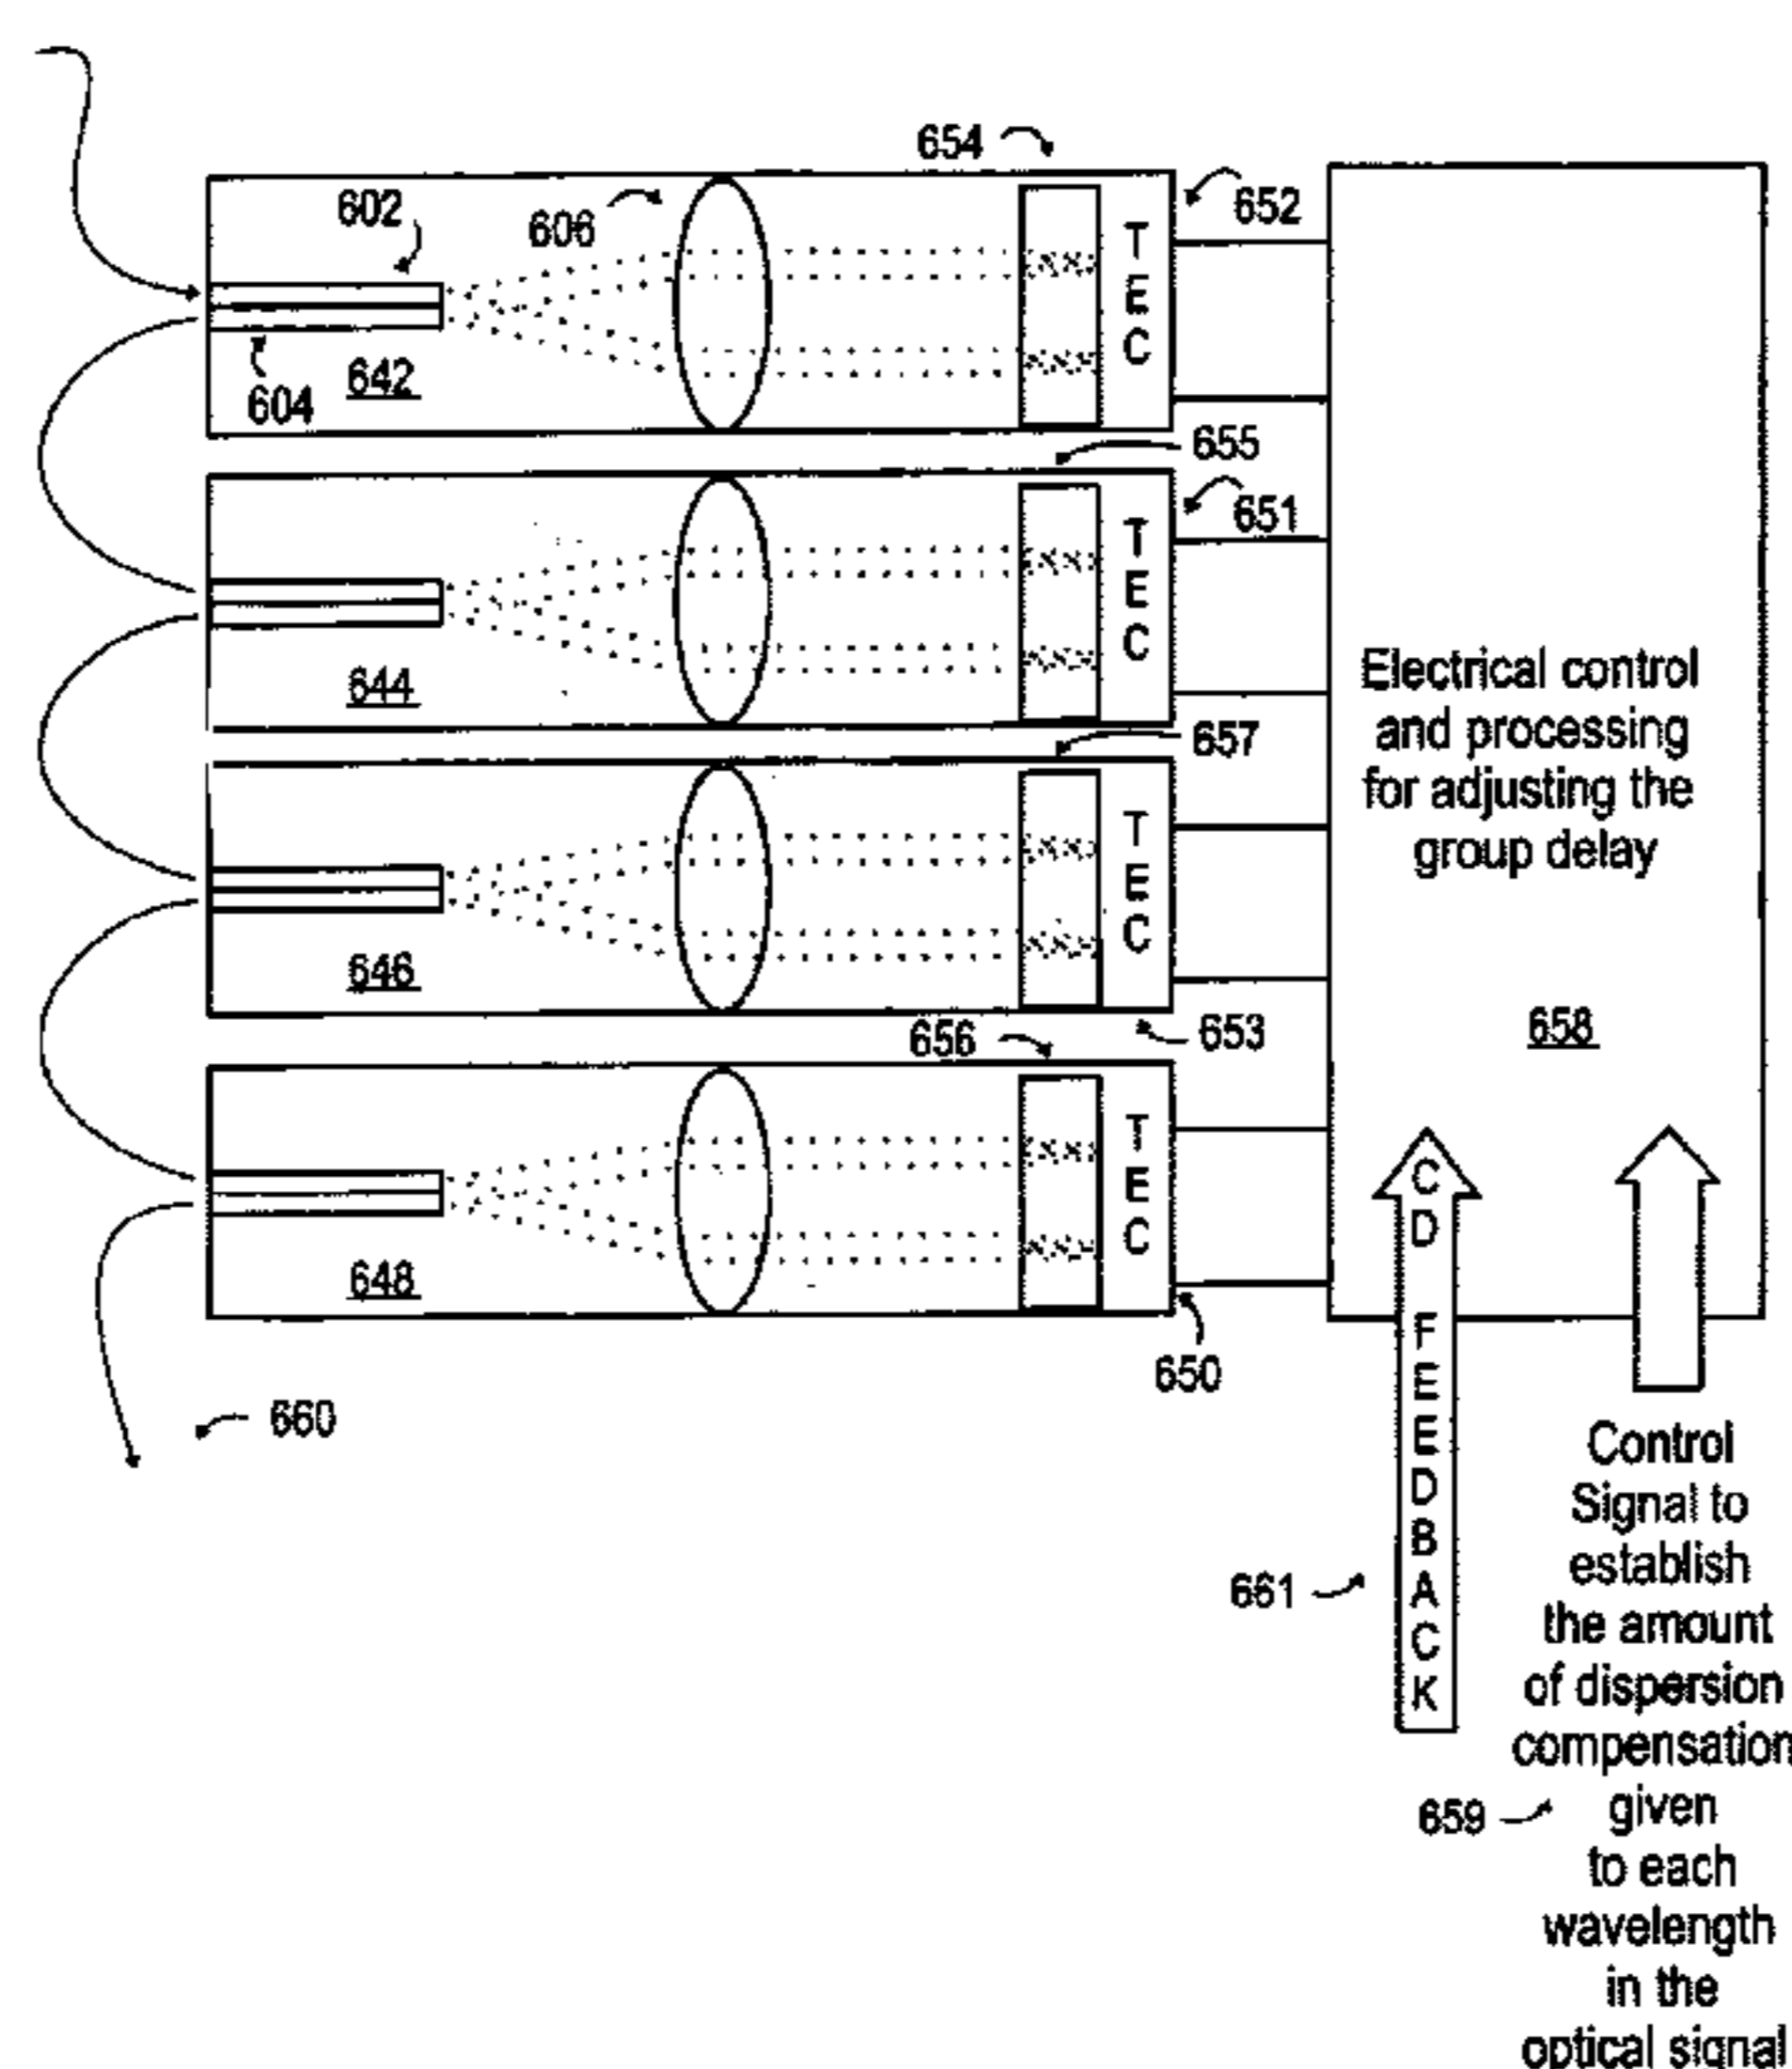 654
652
602
606
T
E
C
604
642
655
651
T
E
C
644
657
Electrical control
and processing
for adjusting the
group delay
T
E
C
646
653
656
658
T
E
C
648
650
660
CD FEEDBACK
661
Control
Signal to
establish
the amount
of dispersion
compensation
given
659
to each
wavelength
in the
optical signal